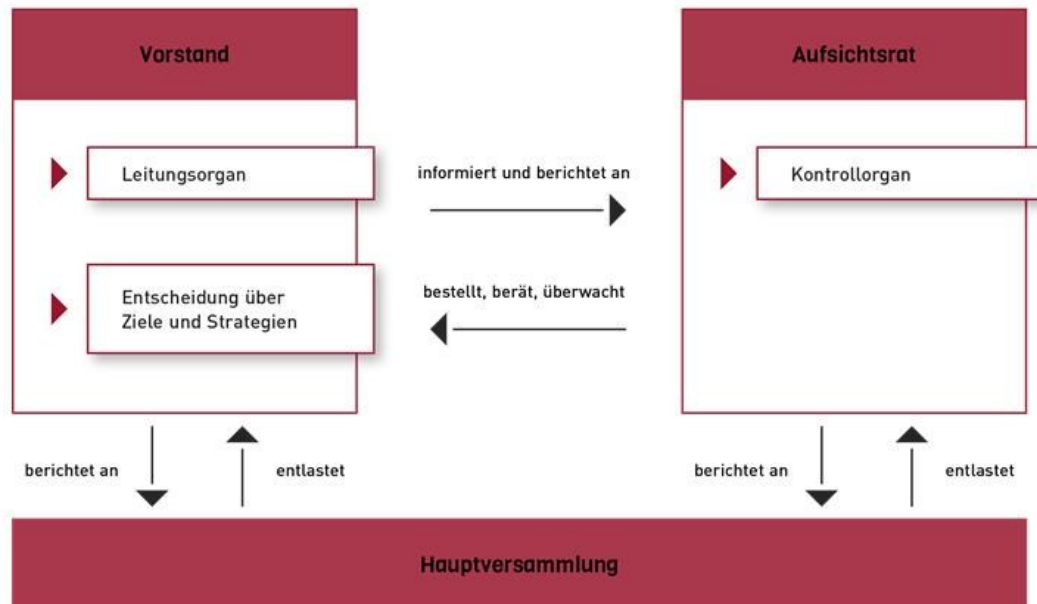 Vorstand
Aufsichtsrat
Leitungsorgan
informiert und berichtet an
Kontrollorgan
Entscheidung über
Ziele und Strategien
bestellt, berät, überwacht
berichtet an
entlastet
berichtet an
entlastet
Hauptversammlung